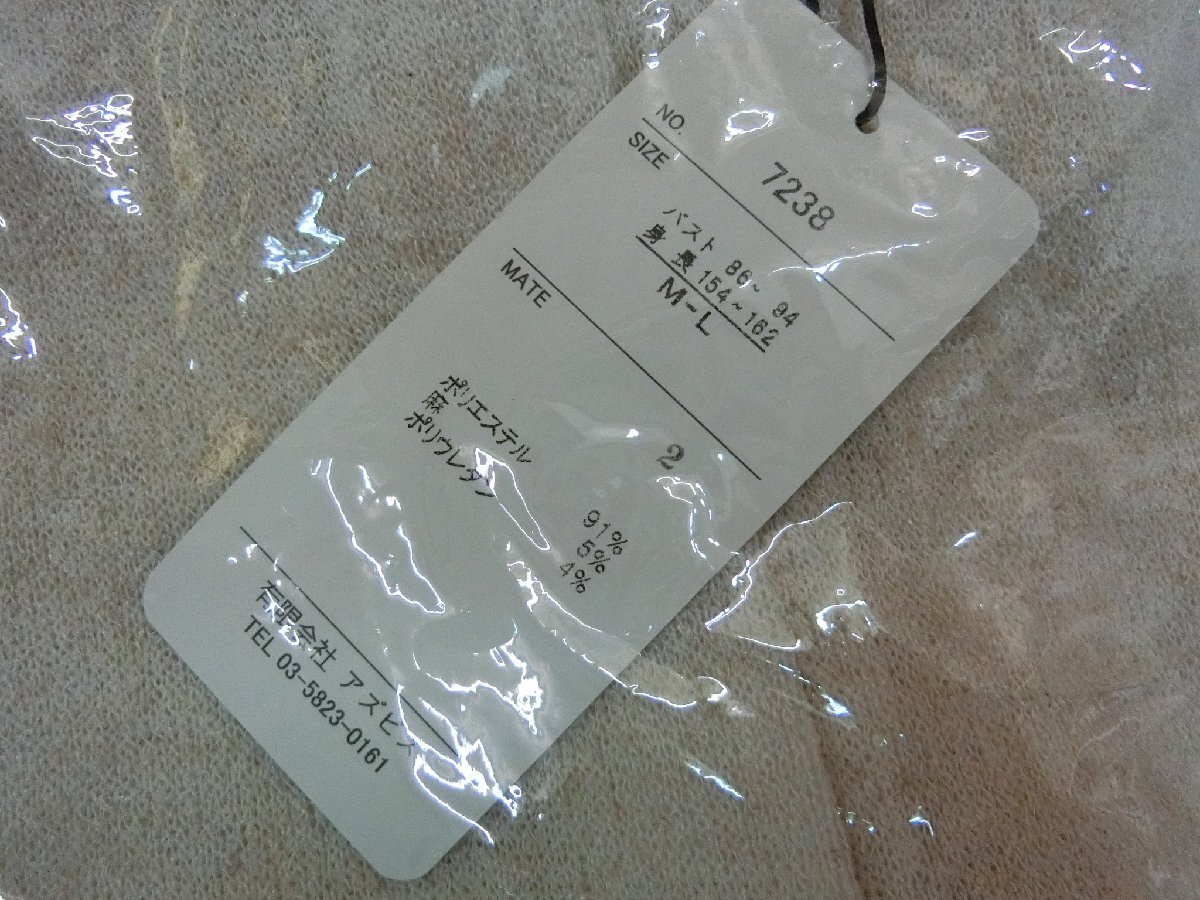 NO. 7238
SIZE
バスト 86~ 94
身 長 154~162
M-L
MATE
2
ポリエステル 91%
麻 5%
ポリウレタン 4%
有限会社 アズビズ
TEL 03-5823-0161